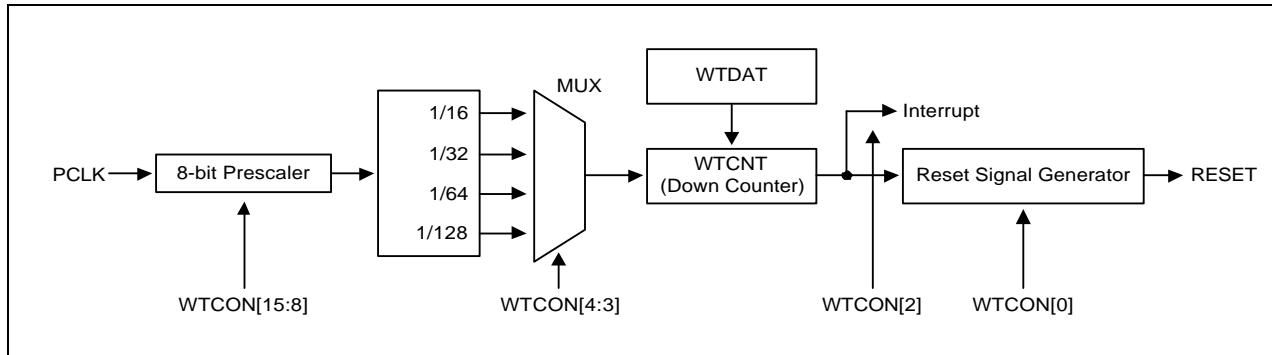 WTDAT
MUX
1/16
1/32
1/64
1/128
Interrupt
PCLK
8-bit Prescaler
WTCNT
(Down Counter)
Reset Signal Generator
RESET
WTCON[15:8]
WTCON[4:3]
WTCON[2]
WTCON[0]